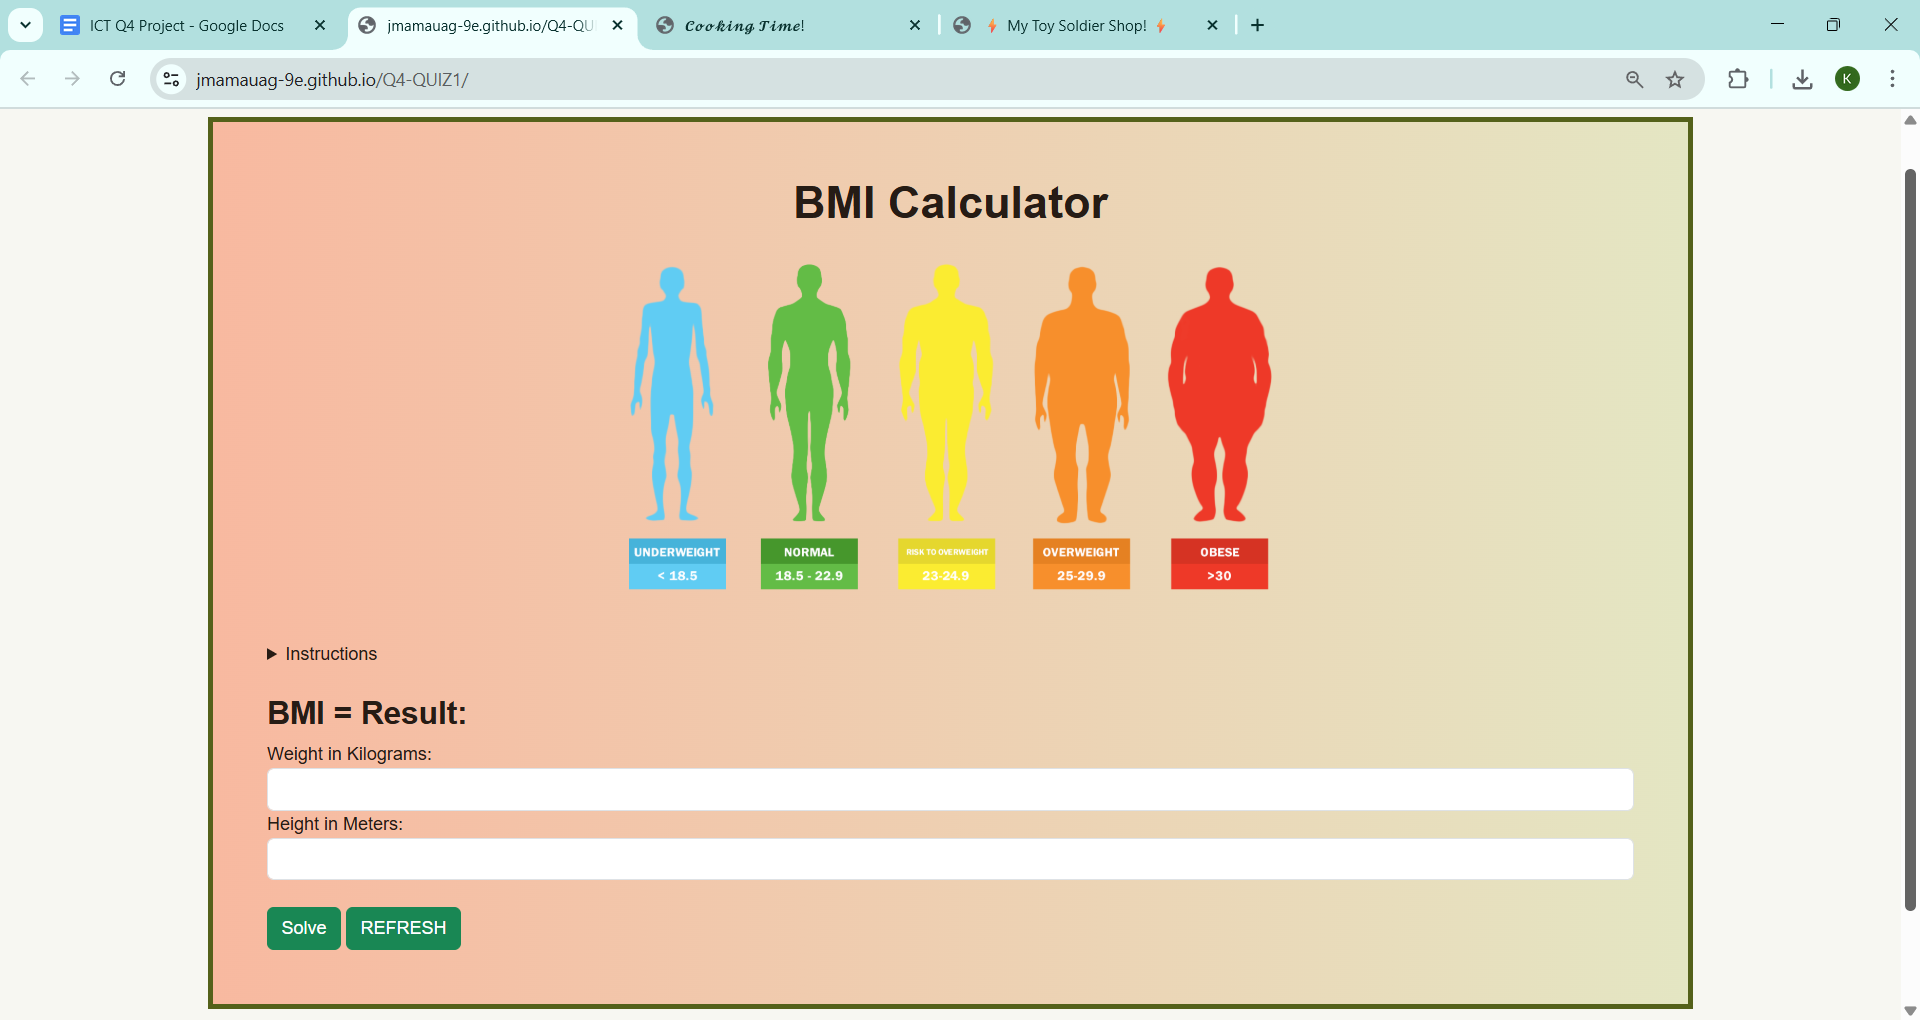 ICT Q4 Project - Google Docs
jmamauag-9e.github.io/Q4-QUI
𝓒𝓸𝓸𝓴𝓲𝓷𝓰 𝓣𝓲𝓶𝓮!
⚡ My Toy Soldier Shop! ⚡
jmamauag-9e.github.io/Q4-QUIZ1/
K
BMI Calculator
UNDERWEIGHT
< 18.5
NORMAL
18.5 - 22.9
RISK TO OVERWEIGHT
23-24.9
OVERWEIGHT
25-29.9
OBESE
>30
Instructions
BMI = Result:
Weight in Kilograms:
Height in Meters:
Solve
REFRESH